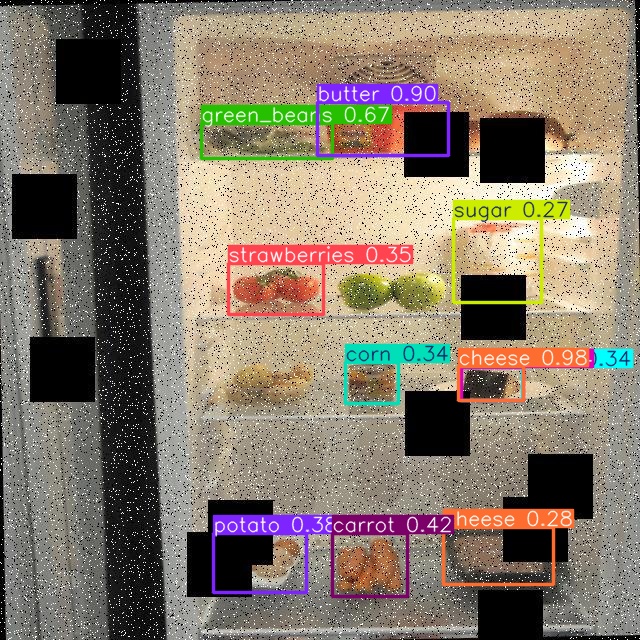 butter 0.90
green_beans 0.67
sugar 0.27
strawberries 0.35
corn 0.34
cheese 0.98
0.34
potato 0.38
carrot 0.42
cheese 0.28